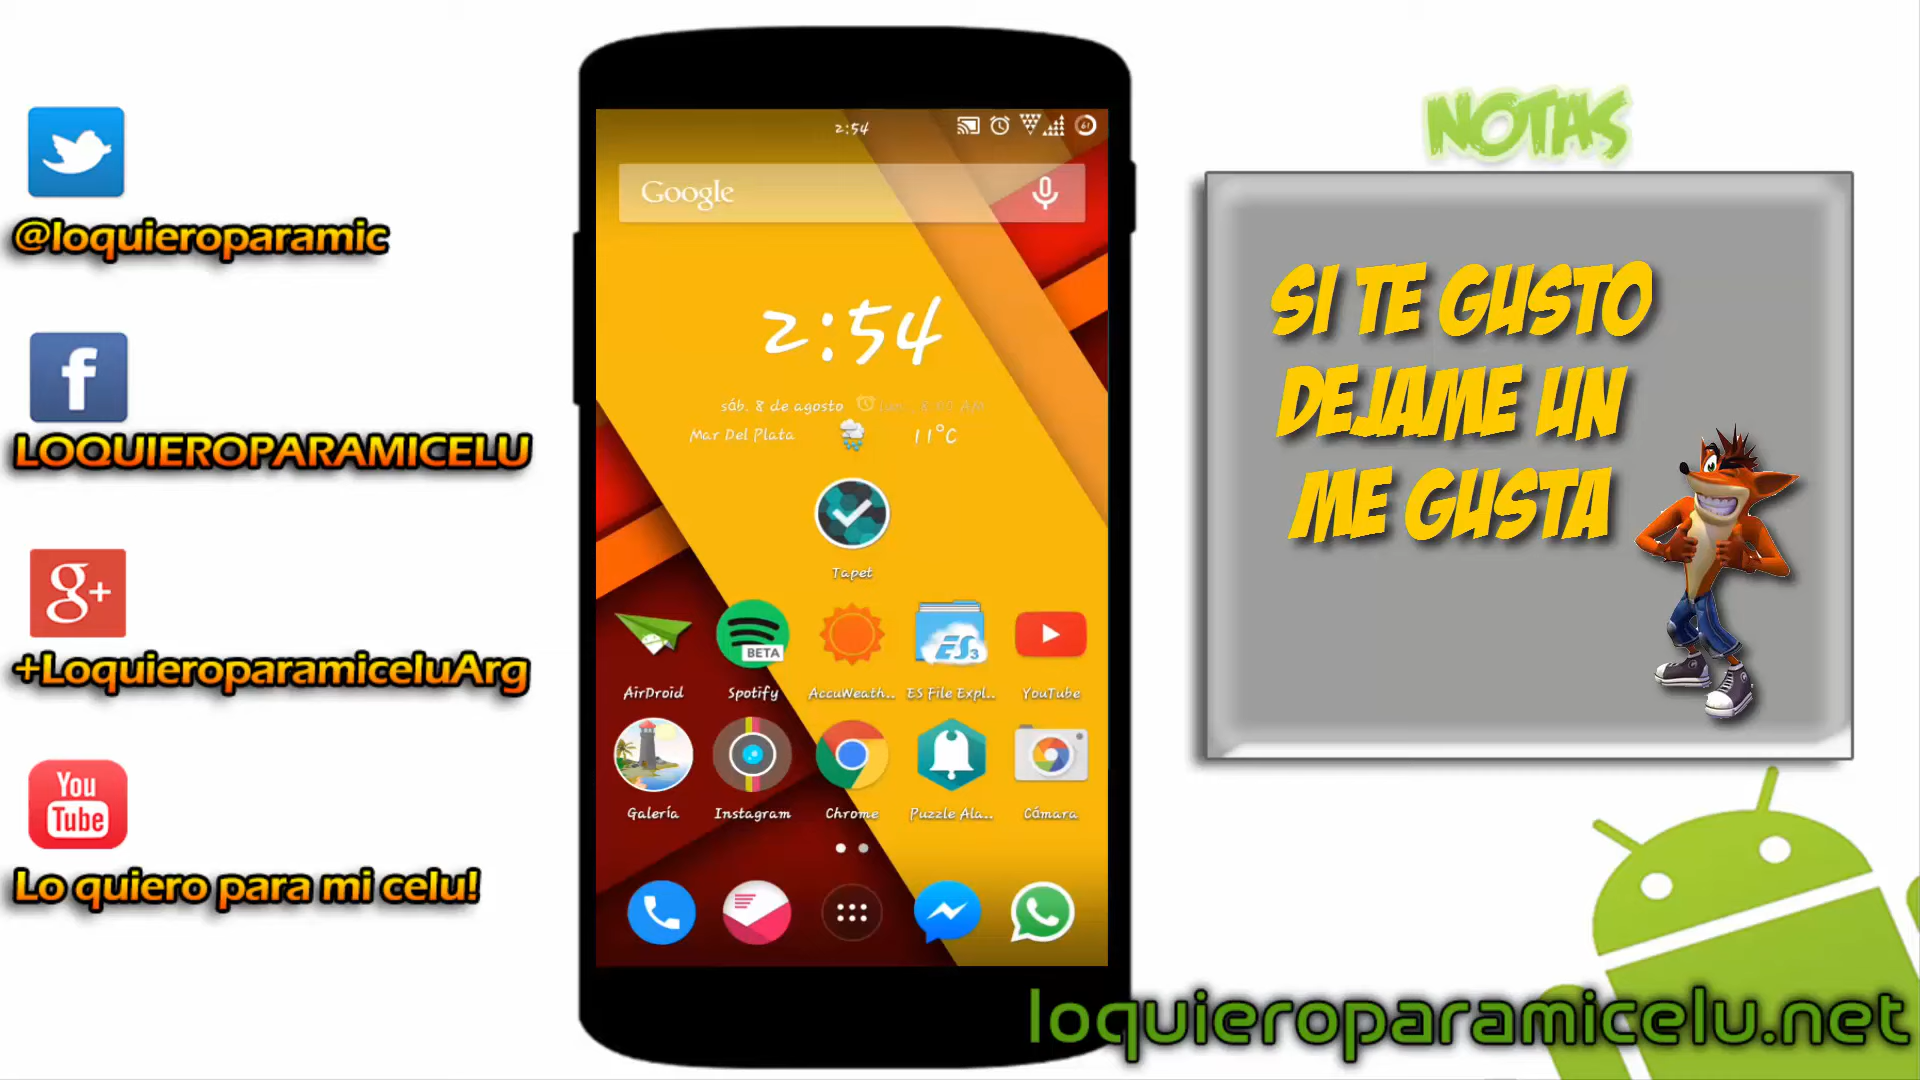 @loquieroparamic
f
LOQUIEROPARAMICELU
g+
+LoquieroparamiceluArg
You
Tube
Lo quiero para mi celu!
2:54
61
Google
2:54
sáb. 8 de agosto
Mar Del Plata 11°C
Tapet
BETA
ES3
AirDroid Spotify AccuWeath.. ES File Expl.. YouTube
Galería Instagram Chrome Puzzle Ala.. Cámara
NOTAS
SI TE GUSTO
DEJAME UN
ME GUSTA
loquieroparamicelu.net